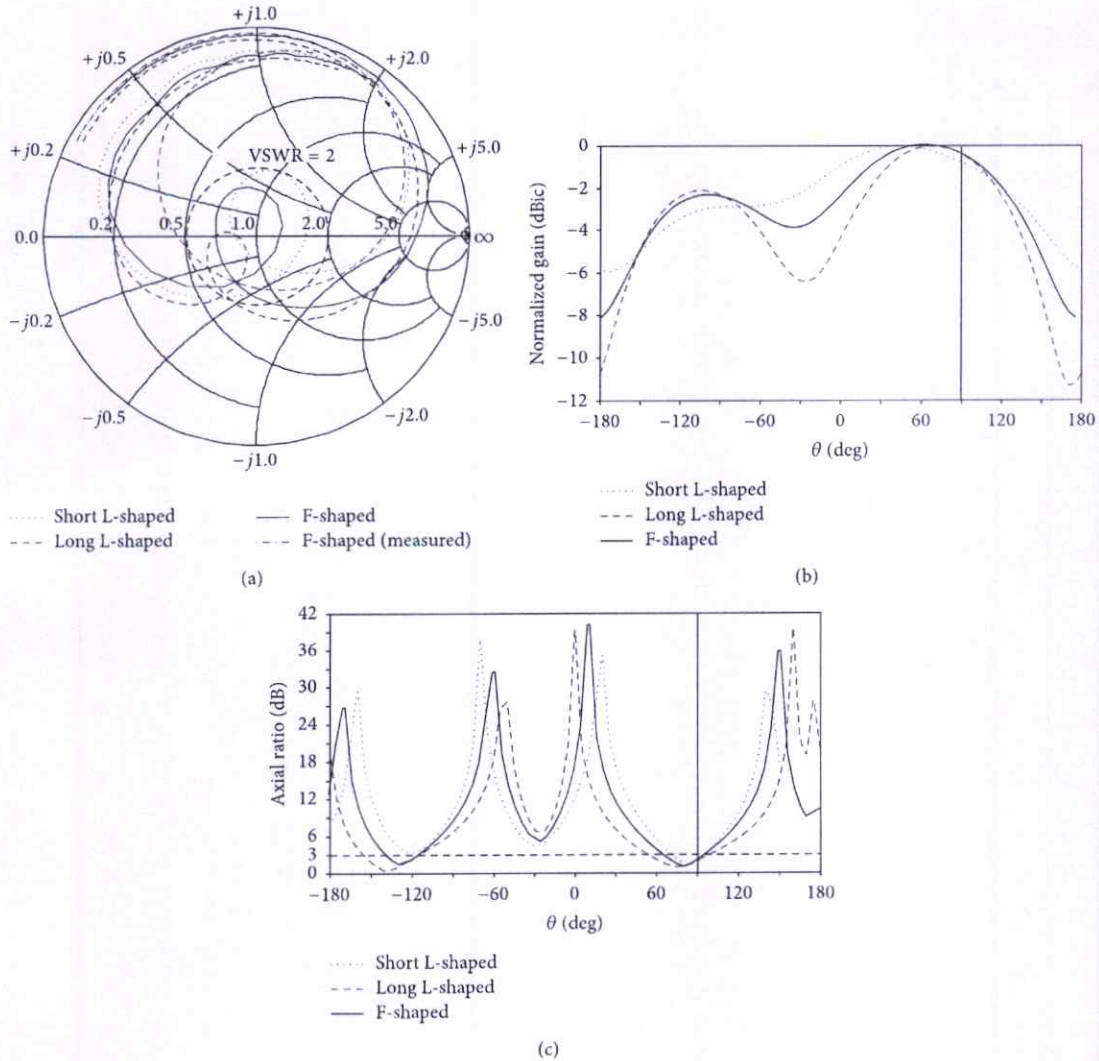 +j1.0
+j0.5
+j2.0
+j0.2
+j5.0
VSWR = 2
0.0
0.2
0.5
1.0
2.0
5.0
∞
−j0.2
−j5.0
−j0.5
−j2.0
−j1.0
Short L-shaped
Long L-shaped
F-shaped
F-shaped (measured)
(a)
Normalized gain (dBic)
0
−2
−4
−6
−8
−10
−12
−180
−120
−60
0
60
120
180
θ (deg)
Short L-shaped
Long L-shaped
F-shaped
(b)
Axial ratio (dB)
42
36
30
24
18
12
6
3
0
−180
−120
−60
0
60
120
180
θ (deg)
Short L-shaped
Long L-shaped
F-shaped
(c)